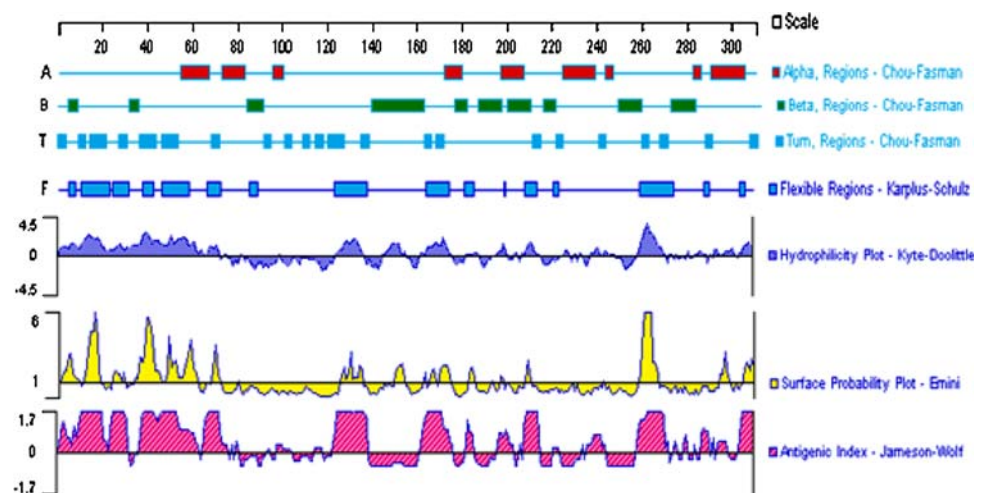 Scale
20 40 60 80 100 120 140 160 180 200 220 240 260 280 300
A Alpha, Regions - Chou-Fasman
B Beta, Regions - Chou-Fasman
T Turn, Regions - Chou-Fasman
F Flexible Regions - Karplus-Schulz
4.5
0 Hydrophilicity Plot - Kyte-Doolittle
-4.5
6
1 Surface Probability Plot - Emini
1.7
0 Antigenic Index - Jameson-Wolf
-1.7